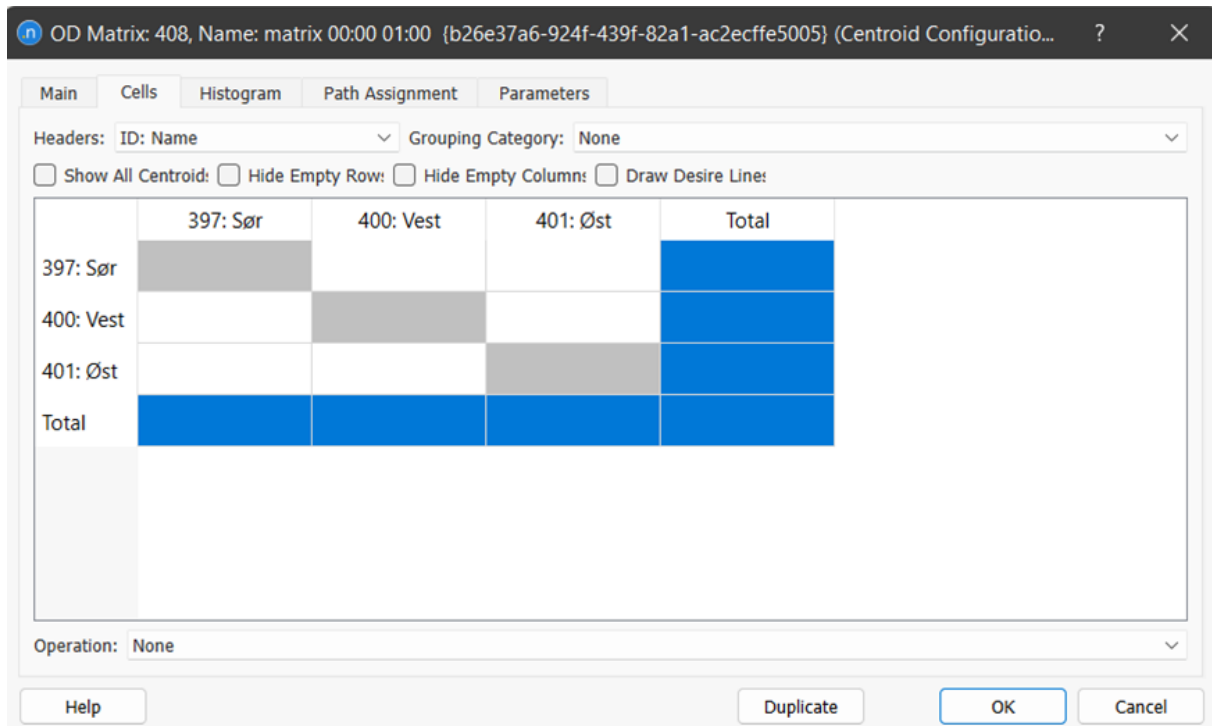 .n OD Matrix: 408, Name: matrix 00:00 01:00 {b26e37a6-924f-439f-82a1-ac2ecffe5005} (Centroid Configuratio... ? ✕
Main Cells Histogram Path Assignment Parameters
Headers: ID: Name Grouping Category: None
Show All Centroid: Hide Empty Row: Hide Empty Column: Draw Desire Line:
397: Sør 400: Vest 401: Øst Total
397: Sør
400: Vest
401: Øst
Total
Operation: None
Help Duplicate OK Cancel